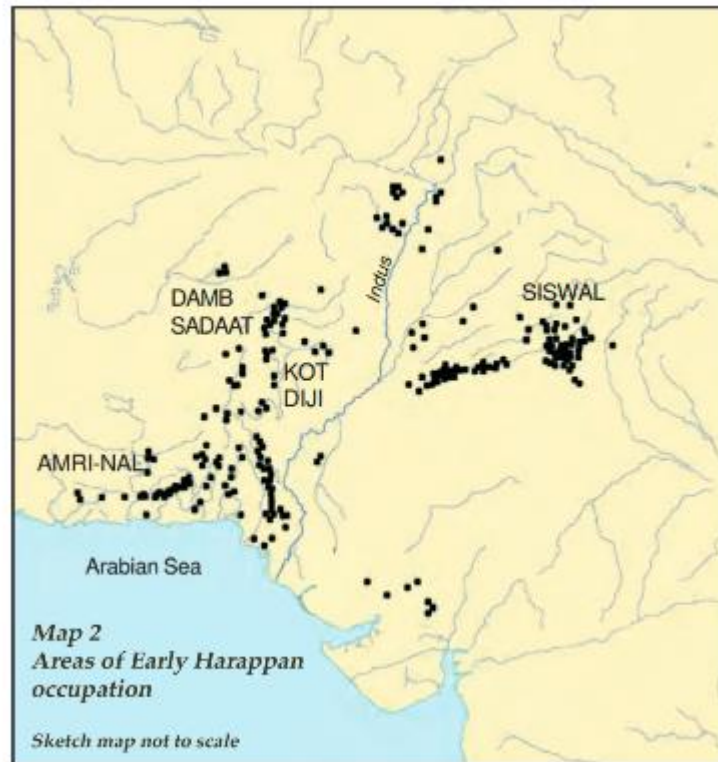 Indus
SISWAL
DAMB
SADAAT
KOT
DIJI
AMRI-NAL
Arabian Sea
Map 2
Areas of Early Harappan
occupation
Sketch map not to scale